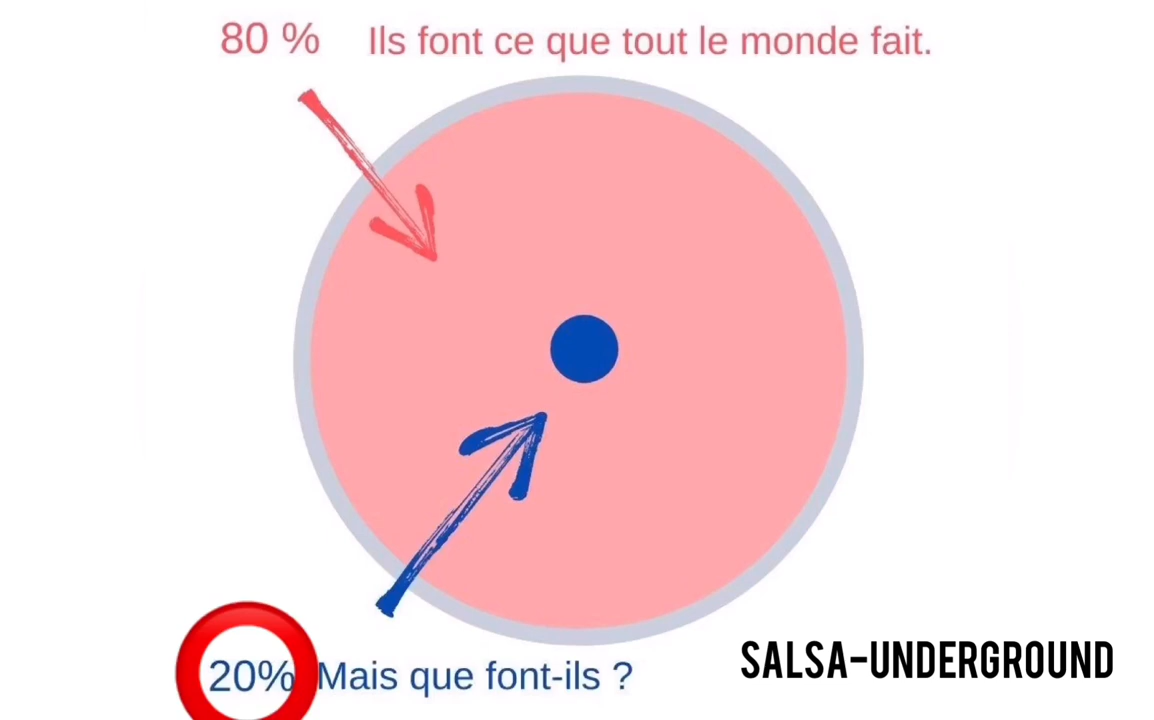 80 % Ils font ce que tout le monde fait.
20% Mais que font-ils ?
SALSA-UNDERGROUND